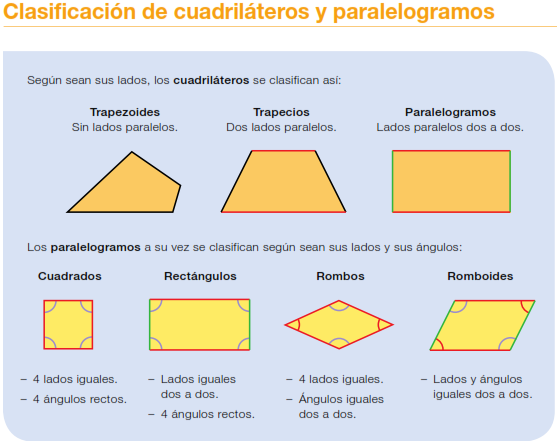 Clasificación de cuadriláteros y paralelogramos
Según sean sus lados, los cuadriláteros se clasifican así:
Trapezoides
Sin lados paralelos.
Trapecios
Dos lados paralelos.
Paralelogramos
Lados paralelos dos a dos.
Los paralelogramos a su vez se clasifican según sean sus lados y sus ángulos:
Cuadrados
Rectángulos
Rombos
Romboides
– 4 lados iguales.
– 4 ángulos rectos.
– Lados iguales
dos a dos.
– 4 ángulos rectos.
– 4 lados iguales.
– Ángulos iguales
dos a dos.
– Lados y ángulos
iguales dos a dos.